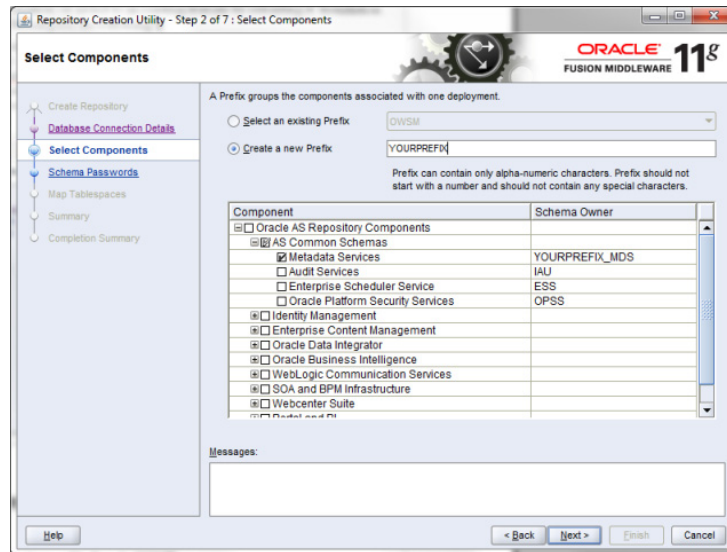 Repository Creation Utility - Step 2 of 7 : Select Components
Select Components
ORACLE
FUSION MIDDLEWARE 11g
Create Repository
Database Connection Details
Select Components
Schema Passwords
Map Tablespaces
Summary
Completion Summary
A Prefix groups the components associated with one deployment.
Select an existing Prefix OWSM
Create a new Prefix YOURPREFIX
Prefix can contain only alpha-numeric characters. Prefix should not
start with a number and should not contain any special characters.
Component Schema Owner
Oracle AS Repository Components
AS Common Schemas
Metadata Services YOURPREFIX_MDS
Audit Services IAU
Enterprise Scheduler Service ESS
Oracle Platform Security Services OPSS
Identity Management
Enterprise Content Management
Oracle Data Integrator
Oracle Business Intelligence
WebLogic Communication Services
SOA and BPM Infrastructure
Webcenter Suite
Messages:
Help < Back Next > Finish Cancel